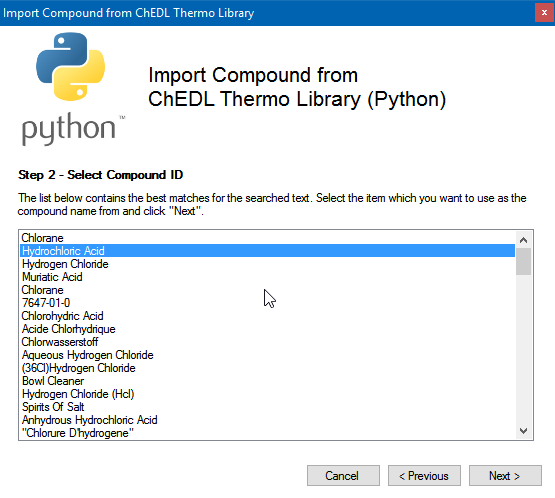 Import Compound from ChEDL Thermo Library
x
python™
Import Compound from
ChEDL Thermo Library (Python)
Step 2 - Select Compound ID
The list below contains the best matches for the searched text. Select the item which you want to use as the
compound name from and click "Next".
Chlorane
Hydrochloric Acid
Hydrogen Chloride
Muriatic Acid
Chlorane
7647-01-0
Chlorohydric Acid
Acide Chlorhydrique
Chlorwasserstoff
Aqueous Hydrogen Chloride
(36Cl)Hydrogen Chloride
Bowl Cleaner
Hydrogen Chloride (Hcl)
Spirits Of Salt
Anhydrous Hydrochloric Acid
"Chlorure D'hydrogene"
Cancel
< Previous
Next >